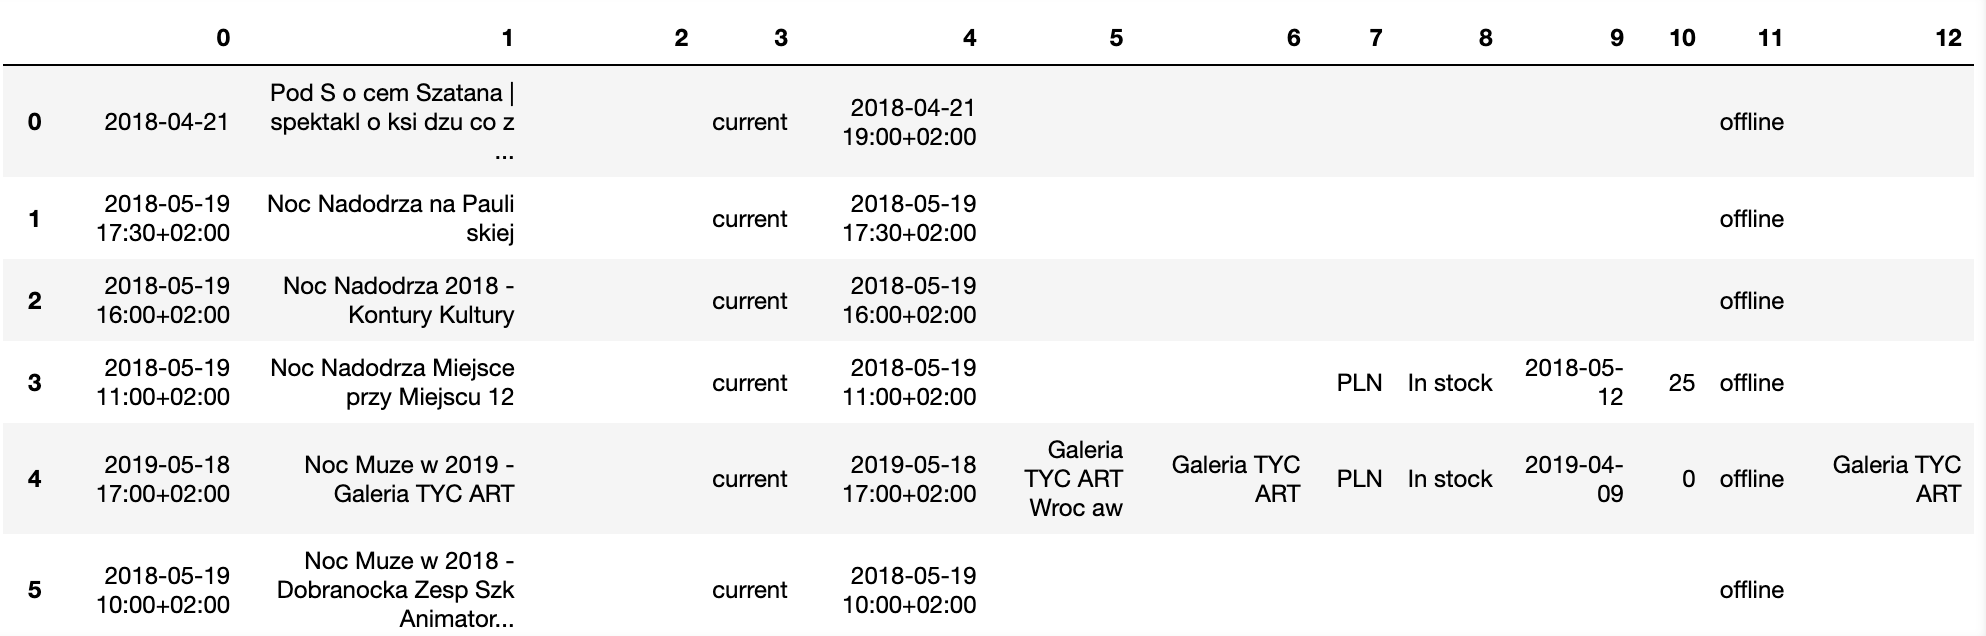 0 1 2 3 4 5 6 7 8 9 10 11 12
Pod S o cem Szatana |
0 2018-04-21 spektakl o ksi dzu co z current 2018-04-21 offline
... 19:00+02:00
2018-05-19 Noc Nadodrza na Pauli 2018-05-19
1 current offline
17:30+02:00 skiej 17:30+02:00
2018-05-19 Noc Nadodrza 2018 - 2018-05-19
2 current offline
16:00+02:00 Kontury Kultury 16:00+02:00
2018-05-19 Noc Nadodrza Miejsce 2018-05-19 2018-05-
3 current PLN In stock 25 offline
11:00+02:00 przy Miejscu 12 11:00+02:00 12
Galeria
2019-05-18 Noc Muze w 2019 - 2019-05-18 Galeria TYC 2019-04- Galeria TYC
4 current TYC ART PLN In stock 0 offline
17:00+02:00 Galeria TYC ART 17:00+02:00 ART 09 ART
Wroc aw
Noc Muze w 2018 -
2018-05-19 2018-05-19
5 Dobranocka Zesp Szk current offline
10:00+02:00 10:00+02:00
Animator...